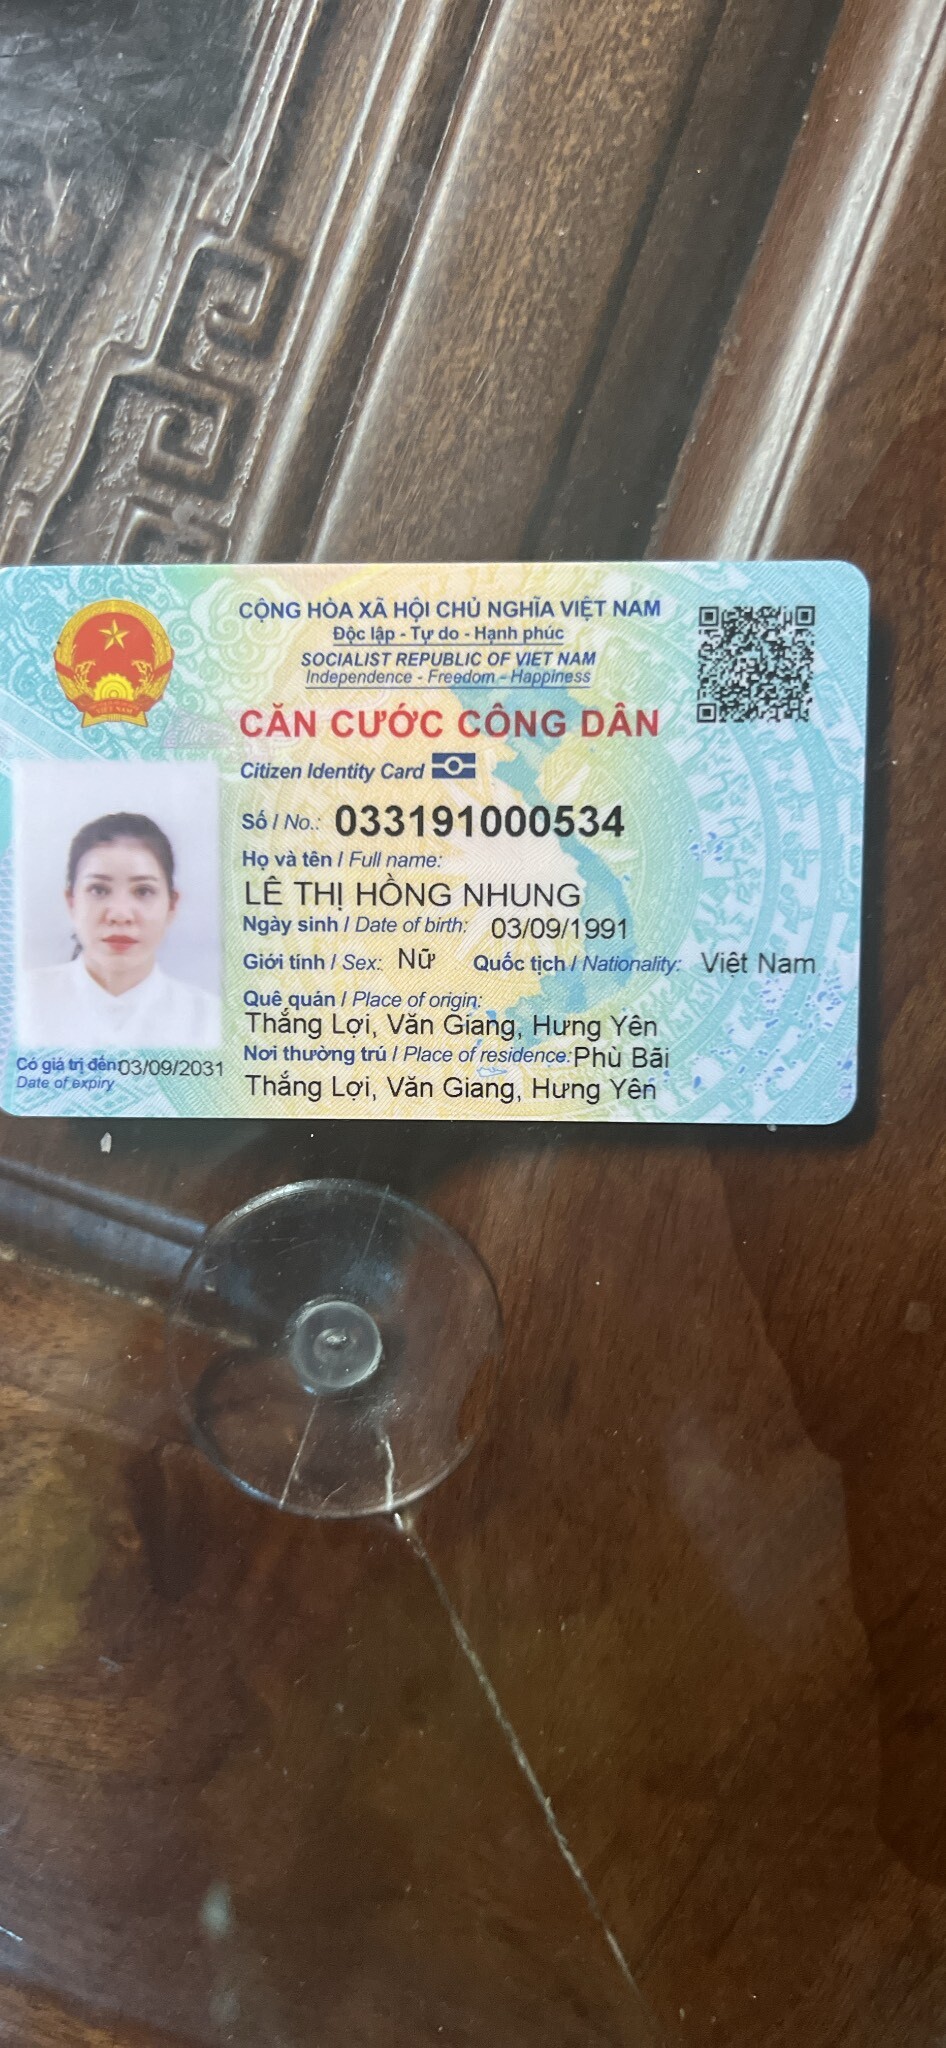 CỘNG HÒA XÃ HỘI CHỦ NGHĨA VIỆT NAM
Độc lập - Tự do - Hạnh phúc
SOCIALIST REPUBLIC OF VIET NAM
Independence - Freedom - Happiness
CĂN CƯỚC CÔNG DÂN
Citizen Identity Card
Số / No.: 033191000534
Họ và tên / Full name:
LÊ THỊ HỒNG NHUNG
Ngày sinh / Date of birth: 03/09/1991
Giới tính / Sex: Nữ Quốc tịch / Nationality: Việt Nam
Quê quán / Place of origin:
Thắng Lợi, Văn Giang, Hưng Yên
Nơi thường trú / Place of residence: Phù Bãi
Thắng Lợi, Văn Giang, Hưng Yên
Có giá trị đến: 03/09/2031
Date of expiry